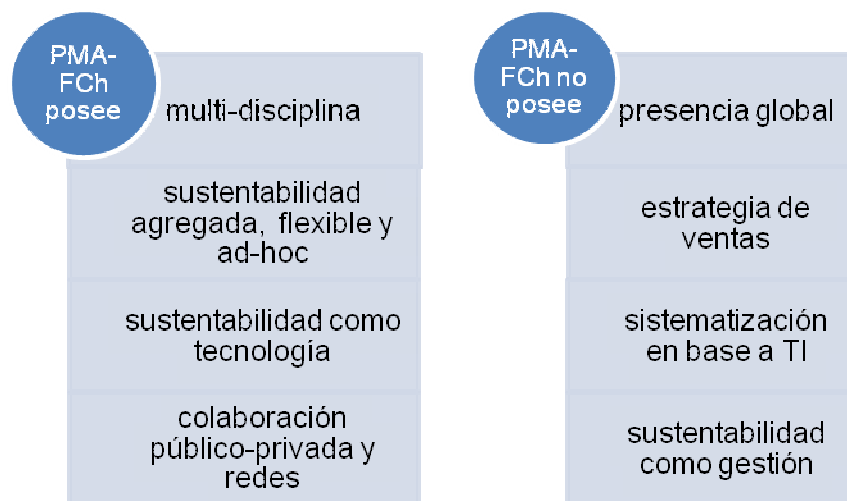 PMA-
FCh
posee
multi-disciplina
sustentabilidad
agregada, flexible y
ad-hoc
sustentabilidad como
tecnología
colaboración
público-privada y
redes
PMA-
FCh no
posee
presencia global
estrategia de
ventas
sistematización
en base a TI
sustentabilidad
como gestión